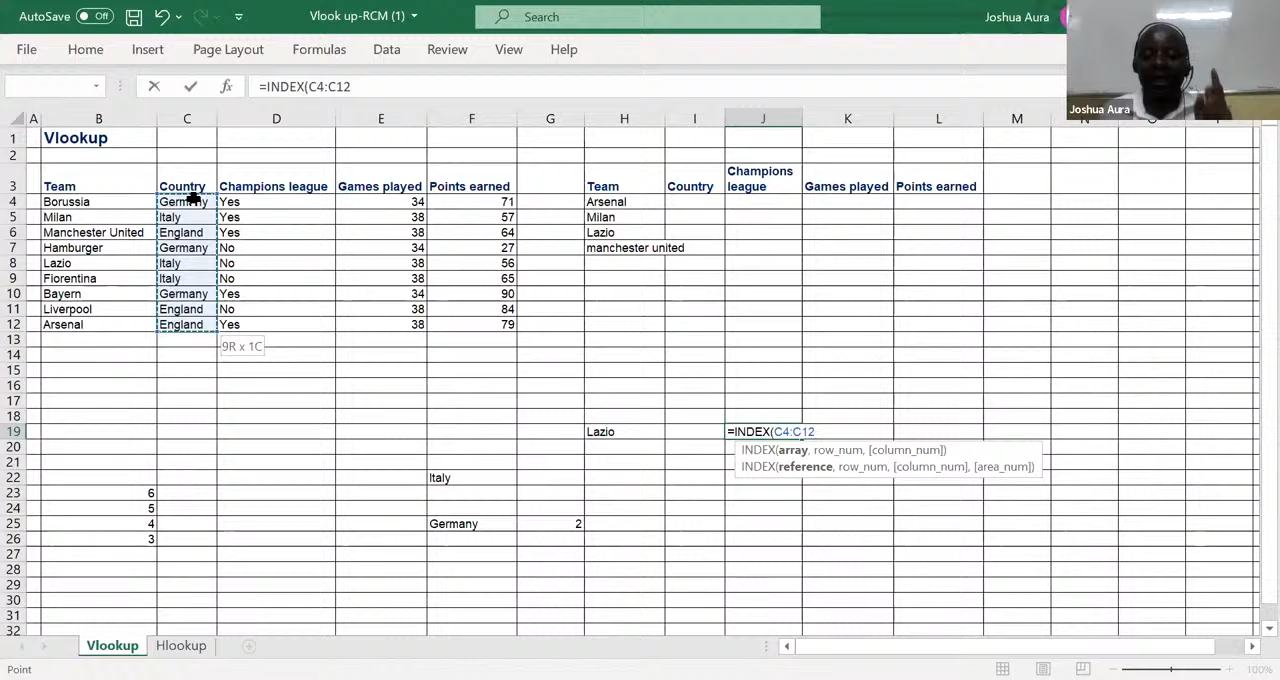 AutoSave Off Vlook up-RCM (1) Search Joshua Aura
File Home Insert Page Layout Formulas Data Review View Help
fx =INDEX(C4:C12
Joshua Aura
A B C D E F G H I J K L M
1 Vlookup
2
3 Team Country Champions league Games played Points earned Team Country Champions league Games played Points earned
4 Borussia Germany Yes 34 71 Arsenal
5 Milan Italy Yes 38 57 Milan
6 Manchester United England Yes 38 64 Lazio
7 Hamburger Germany No 34 27 manchester united
8 Lazio Italy No 38 56
9 Fiorentina Italy No 38 65
10 Bayern Germany Yes 34 90
11 Liverpool England No 38 84
12 Arsenal England Yes 38 79
13
9R x 1C
14
15
16
17
18
19 Lazio =INDEX(C4:C12
20 INDEX(array, row_num, [column_num])
21 INDEX(reference, row_num, [column_num], [area_num])
22 Italy
23 6
24 5
25 4 Germany 2
26 3
27
28
29
30
31
32
Vlookup Hlookup
Point 100%